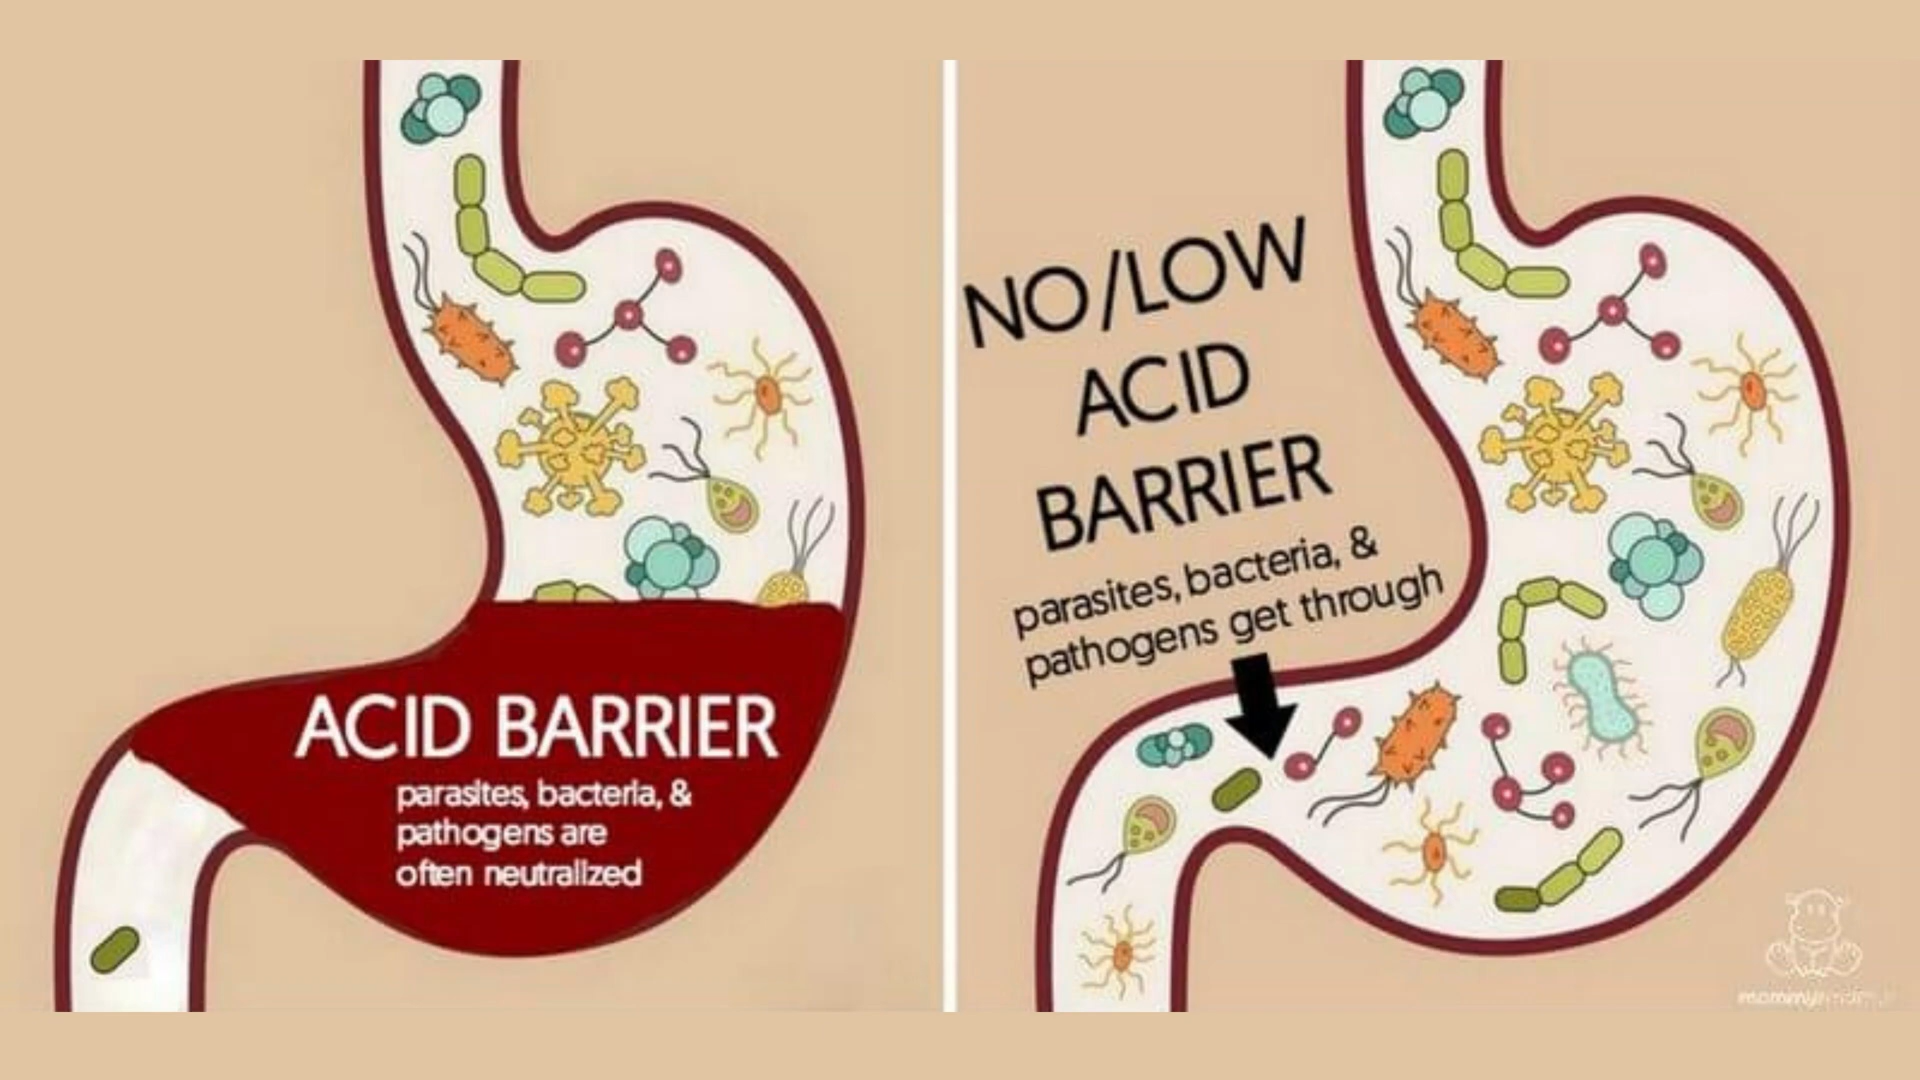 ACID BARRIER
parasites, bacteria, &
pathogens are
often neutralized
NO/LOW
ACID
BARRIER
parasites, bacteria, &
pathogens get through